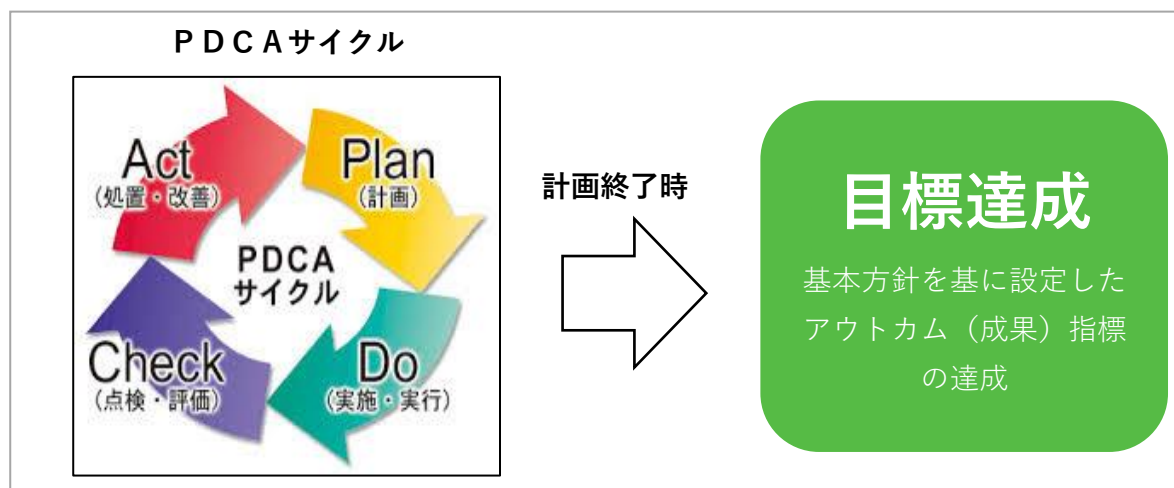 ＰＤＣＡサイクル
Act
(処置・改善)
Plan
(計画)
PDCA
サイクル
Check
(点検・評価)
Do
(実施・実行)
計画終了時
目標達成
基本方針を基に設定した
アウトカム（成果）指標
の達成